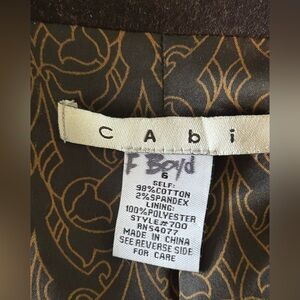 CAbi
F Boyd
6
SELF:
98%COTTON
2%SPANDEX
LINING:
100%POLYESTER
STYLE#700
RN54077
MADE IN CHINA
SEE REVERSE SIDE
FOR CARE